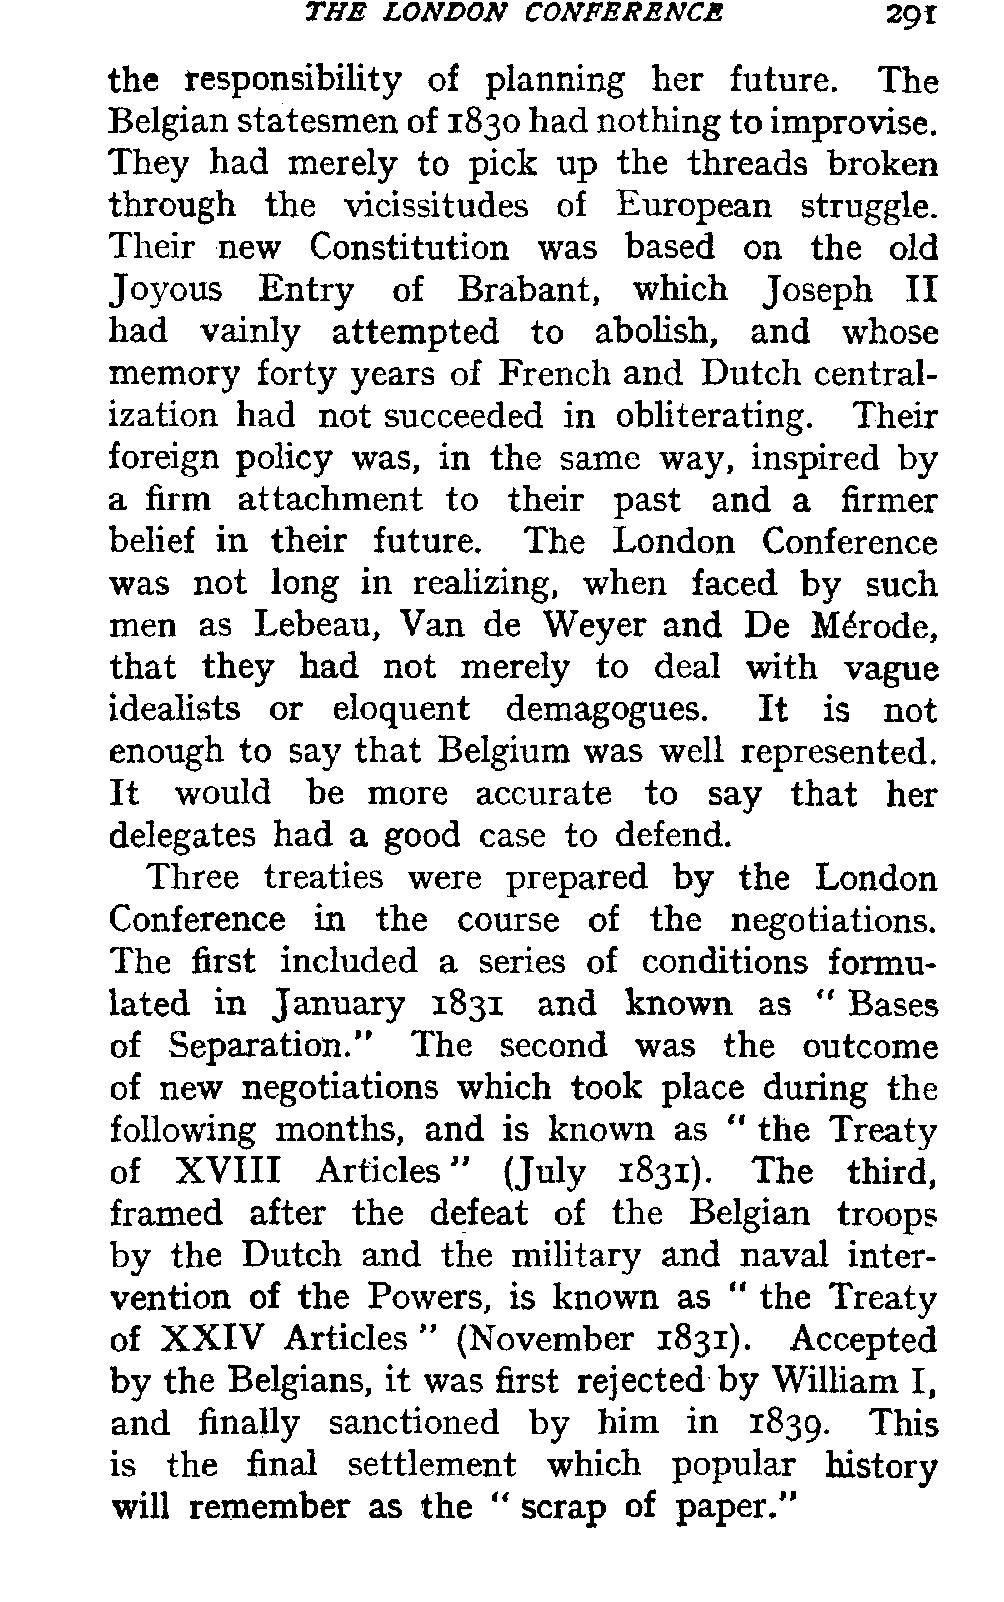 THE LONDON CONFERENCE 291
the responsibility of planning her future. The
Belgian statesmen of 1830 had nothing to improvise.
They had merely to pick up the threads broken
through the vicissitudes of European struggle.
Their new Constitution was based on the old
Joyous Entry of Brabant, which Joseph II
had vainly attempted to abolish, and whose
memory forty years of French and Dutch central-
ization had not succeeded in obliterating. Their
foreign policy was, in the same way, inspired by
a firm attachment to their past and a firmer
belief in their future. The London Conference
was not long in realizing, when faced by such
men as Lebeau, Van de Weyer and De Mérode,
that they had not merely to deal with vague
idealists or eloquent demagogues. It is not
enough to say that Belgium was well represented.
It would be more accurate to say that her
delegates had a good case to defend.
Three treaties were prepared by the London
Conference in the course of the negotiations.
The first included a series of conditions formu-
lated in January 1831 and known as " Bases
of Separation." The second was the outcome
of new negotiations which took place during the
following months, and is known as " the Treaty
of XVIII Articles " (July 1831). The third,
framed after the defeat of the Belgian troops
by the Dutch and the military and naval inter-
vention of the Powers, is known as " the Treaty
of XXIV Articles " (November 1831). Accepted
by the Belgians, it was first rejected by William I,
and finally sanctioned by him in 1839. This
is the final settlement which popular history
will remember as the " scrap of paper."